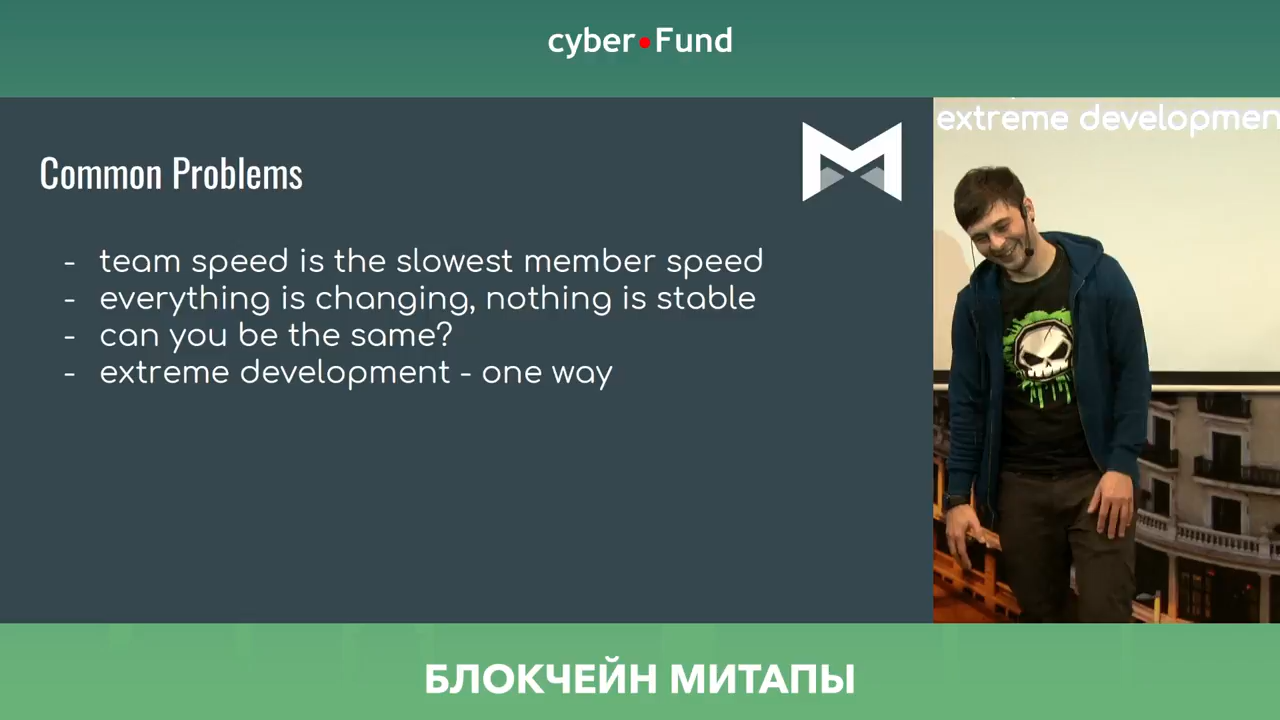 cyber•Fund
Common Problems
- team speed is the slowest member speed
- everything is changing, nothing is stable
- can you be the same?
- extreme development - one way
extreme developmen
БЛОКЧЕЙН МИТАПЫ